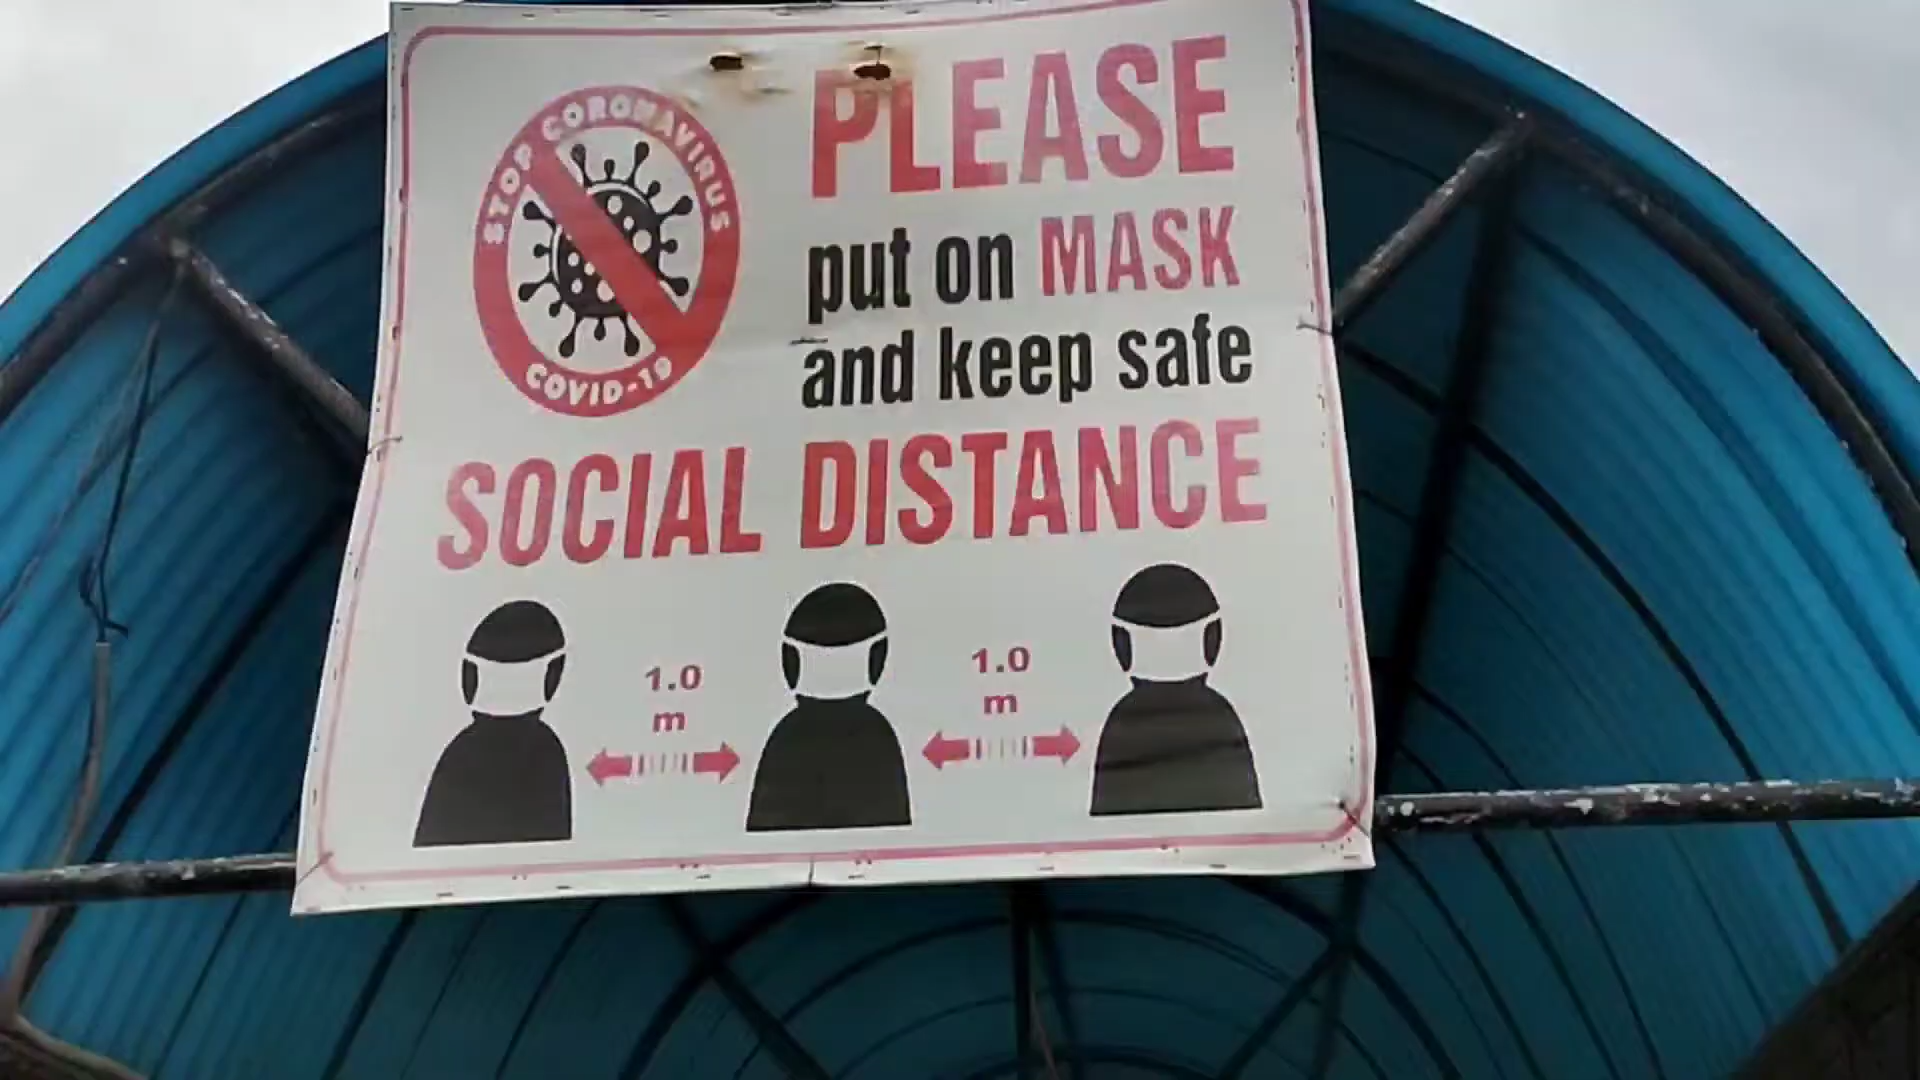 STOP CORONAVIRUS
COVID-19
PLEASE
put on MASK
and keep safe
SOCIAL DISTANCE
1.0
m
1.0
m